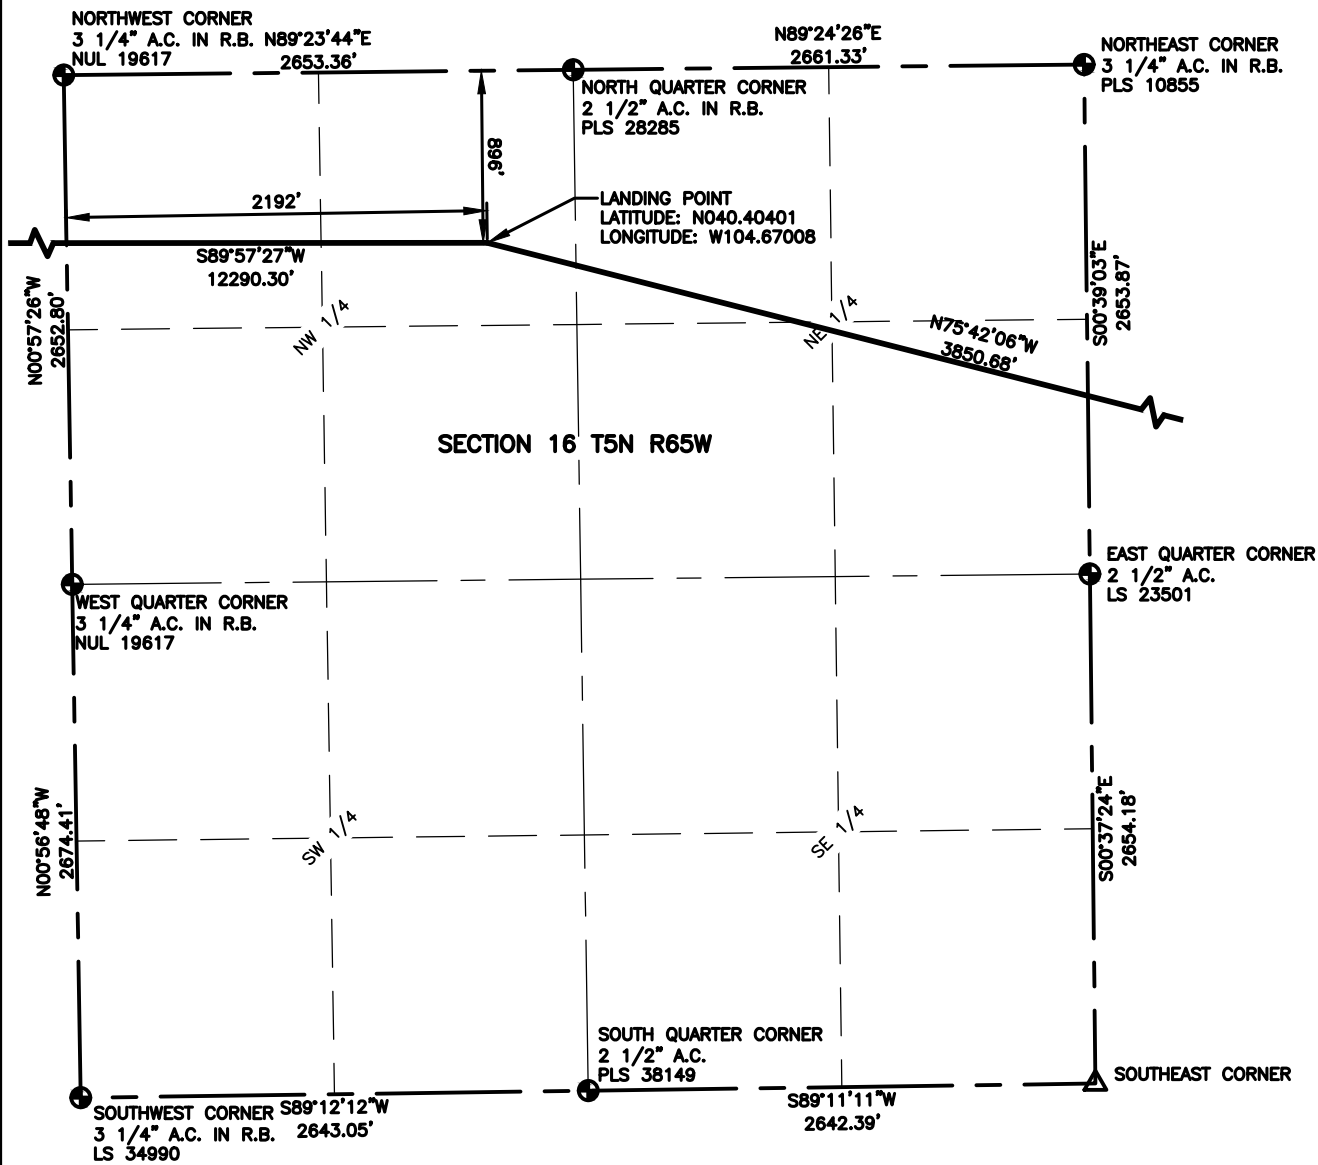 NORTHWEST CORNER
3 1/4" A.C. IN R.B.
NUL 19617
N89°23'44"E
2653.36'
N89°24'26"E
2661.33'
NORTHEAST CORNER
3 1/4" A.C. IN R.B.
PLS 10855
NORTH QUARTER CORNER
2 1/2" A.C. IN R.B.
PLS 28285
896'
2192'
LANDING POINT
LATITUDE: N040.40401
LONGITUDE: W104.67008
S89°57'27"W
12290.30'
N00°57'26"W
2652.80'
NW 1/4
NE 1/4
N75°42'06"W
3850.68'
S00°39'03"E
2653.87'
SECTION 16 T5N R65W
EAST QUARTER CORNER
2 1/2" A.C.
LS 23501
WEST QUARTER CORNER
3 1/4" A.C. IN R.B.
NUL 19617
N00°56'48"W
2674.41'
SW 1/4
SE 1/4
S00°37'24"E
2654.18'
SOUTH QUARTER CORNER
2 1/2" A.C.
PLS 38149
SOUTHEAST CORNER
SOUTHWEST CORNER
3 1/4" A.C. IN R.B.
LS 34990
S89°12'12"W
2643.05'
S89°11'11"W
2642.39'